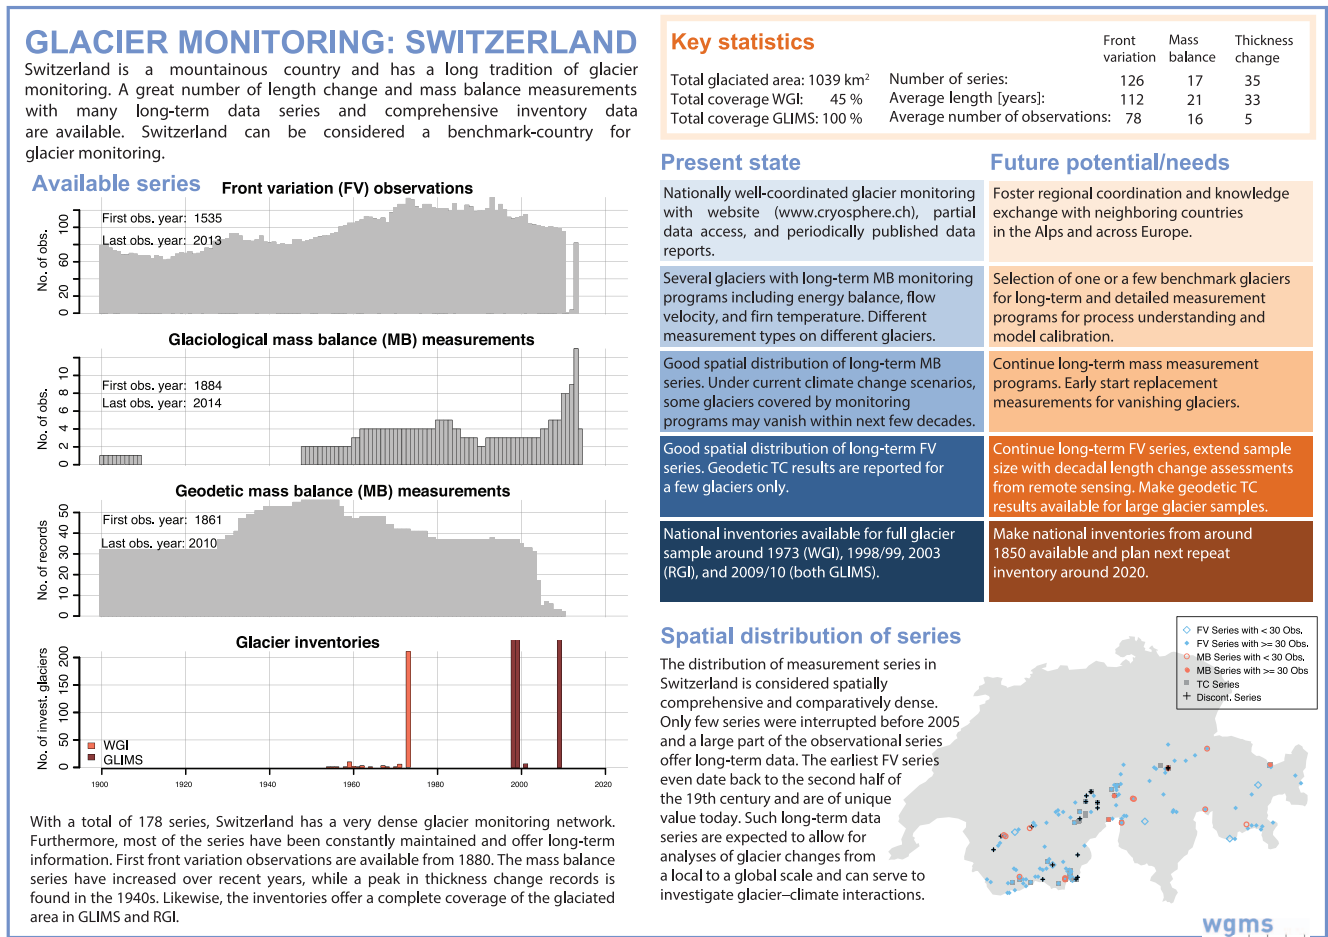 GLACIER MONITORING: SWITZERLAND
Switzerland is a mountainous country and has a long tradition of glacier
monitoring. A great number of length change and mass balance measurements
with many long-term data series and comprehensive inventory data
are available. Switzerland can be considered a benchmark-country for
glacier monitoring.
Key statistics
Front variation Mass balance Thickness change
Total glaciated area: 1039 km²
Total coverage WGI: 45 %
Total coverage GLIMS: 100 %
Number of series: 126 17 35
Average length [years]: 112 21 33
Average number of observations: 78 16 5
Available series
Front variation (FV) observations
First obs. year: 1535
Last obs. year: 2013
No. of obs.
0 20 60 100
Glaciological mass balance (MB) measurements
First obs. year: 1884
Last obs. year: 2014
No. of obs.
0 2 4 6 8 10
Geodetic mass balance (MB) measurements
First obs. year: 1861
Last obs. year: 2010
No. of records
0 10 20 30 40 50
Glacier inventories
No. of invest. glaciers
0 50 100 150 200
WGI
GLIMS
1900 1920 1940 1960 1980 2000 2020
With a total of 178 series, Switzerland has a very dense glacier monitoring network.
Furthermore, most of the series have been constantly maintained and offer long-term
information. First front variation observations are available from 1880. The mass balance
series have increased over recent years, while a peak in thickness change records is
found in the 1940s. Likewise, the inventories offer a complete coverage of the glaciated
area in GLIMS and RGI.
Present state
Nationally well-coordinated glacier monitoring
with website (www.cryosphere.ch), partial
data access, and periodically published data
reports.
Several glaciers with long-term MB monitoring
programs including energy balance, flow
velocity, and firn temperature. Different
measurement types on different glaciers.
Good spatial distribution of long-term MB
series. Under current climate change scenarios,
some glaciers covered by monitoring
programs may vanish within next few decades.
Good spatial distribution of long-term FV
series. Geodetic TC results are reported for
a few glaciers only.
National inventories available for full glacier
sample around 1973 (WGI), 1998/99, 2003
(RGI), and 2009/10 (both GLIMS).
Future potential/needs
Foster regional coordination and knowledge
exchange with neighboring countries
in the Alps and across Europe.
Selection of one or a few benchmark glaciers
for long-term and detailed measurement
programs for process understanding and
model calibration.
Continue long-term mass measurement
programs. Early start replacement
measurements for vanishing glaciers.
Continue long-term FV series, extend sample
size with decadal length change assessments
from remote sensing. Make geodetic TC
results available for large glacier samples.
Make national inventories from around
1850 available and plan next repeat
inventory around 2020.
Spatial distribution of series
The distribution of measurement series in
Switzerland is considered spatially
comprehensive and comparatively dense.
Only few series were interrupted before 2005
and a large part of the observational series
offer long-term data. The earliest FV series
even date back to the second half of
the 19th century and are of unique
value today. Such long-term data
series are expected to allow for
analyses of glacier changes from
a local to a global scale and can serve to
investigate glacier–climate interactions.
FV Series with < 30 Obs.
FV Series with >= 30 Obs.
MB Series with < 30 Obs.
MB Series with >= 30 Obs
TC Series
Discont. Series
wgms